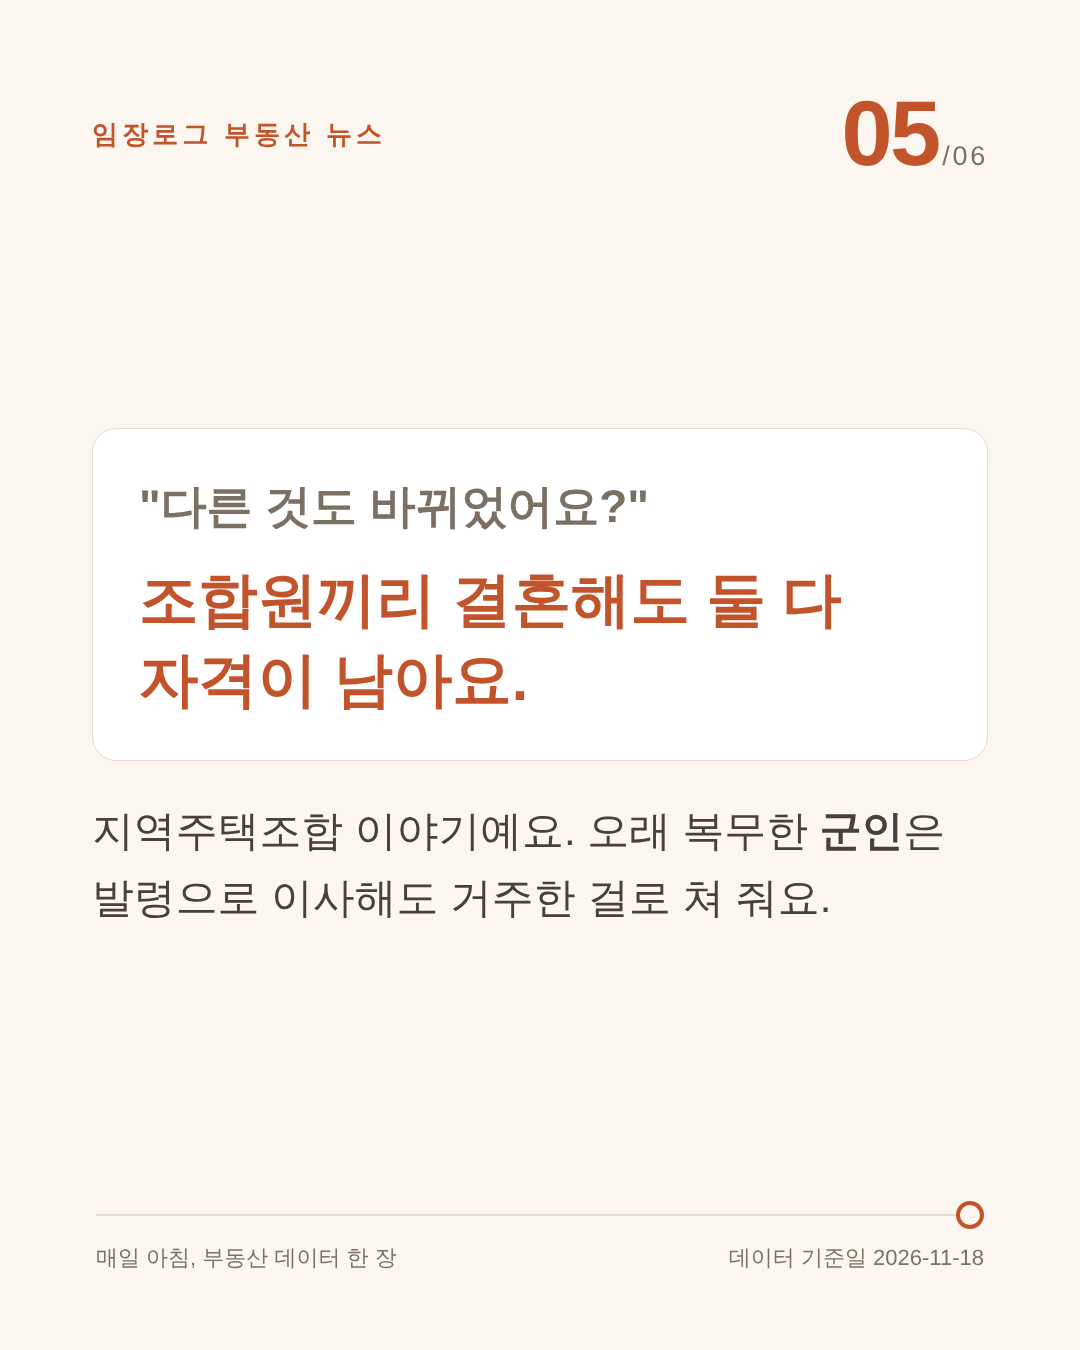 임장로그 부동산 뉴스
05/06
"다른 것도 바뀌었어요?"
조합원끼리 결혼해도 둘 다
자격이 남아요.
지역주택조합 이야기예요. 오래 복무한 군인은
발령으로 이사해도 거주한 걸로 쳐 줘요.
매일 아침, 부동산 데이터 한 장
데이터 기준일 2026-11-18